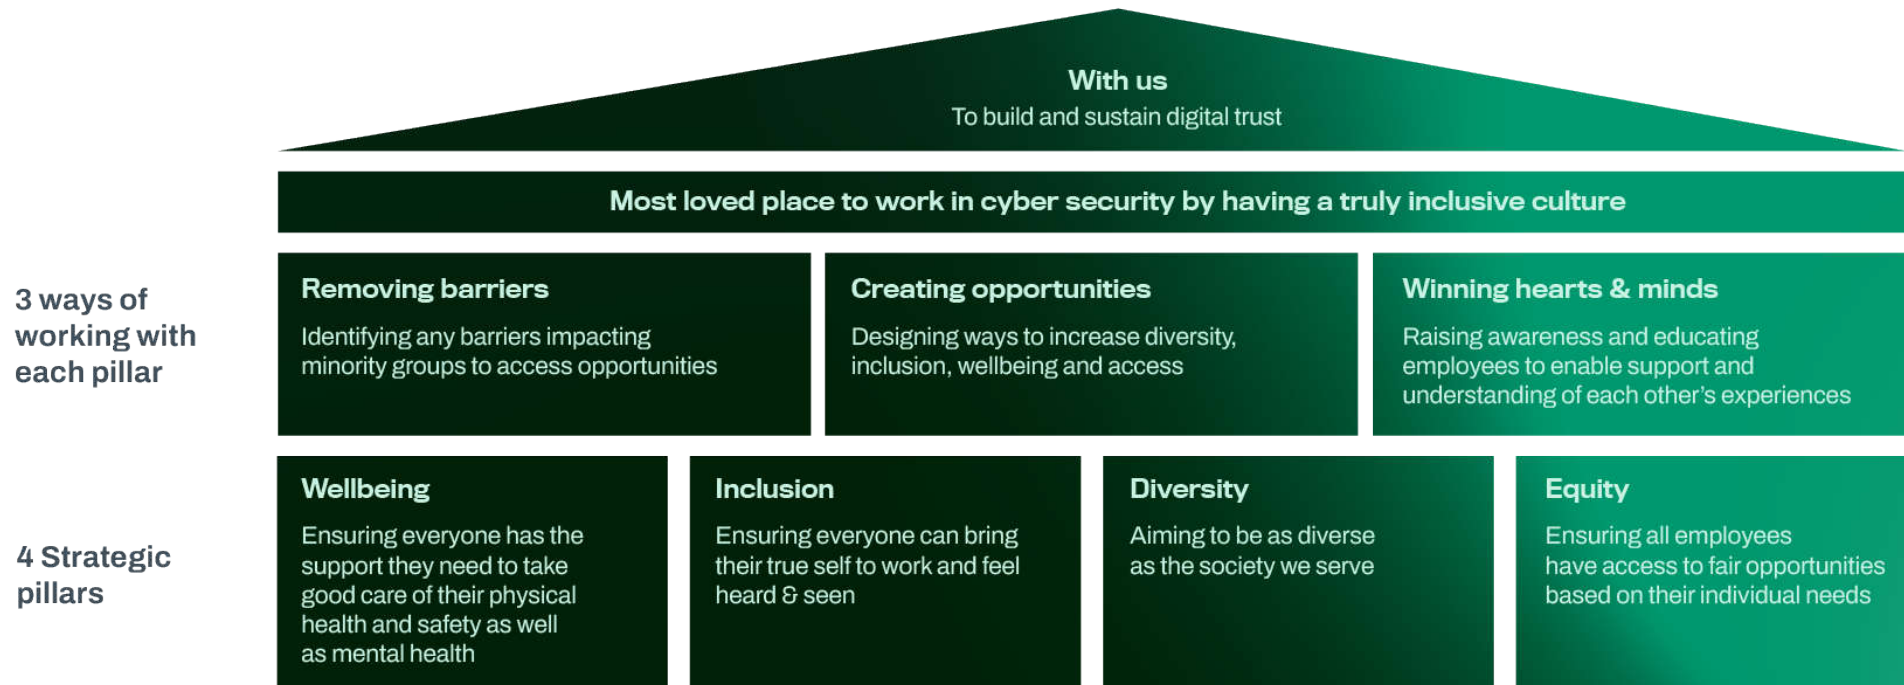 With us
To build and sustain digital trust
Most loved place to work in cyber security by having a truly inclusive culture
3 ways of
working with
each pillar
Removing barriers
Identifying any barriers impacting
minority groups to access opportunities
Creating opportunities
Designing ways to increase diversity,
inclusion, wellbeing and access
Winning hearts & minds
Raising awareness and educating
employees to enable support and
understanding of each other’s experiences
4 Strategic
pillars
Wellbeing
Ensuring everyone has the
support they need to take
good care of their physical
health and safety as well
as mental health
Inclusion
Ensuring everyone can bring
their true self to work and feel
heard & seen
Diversity
Aiming to be as diverse
as the society we serve
Equity
Ensuring all employees
have access to fair opportunities
based on their individual needs